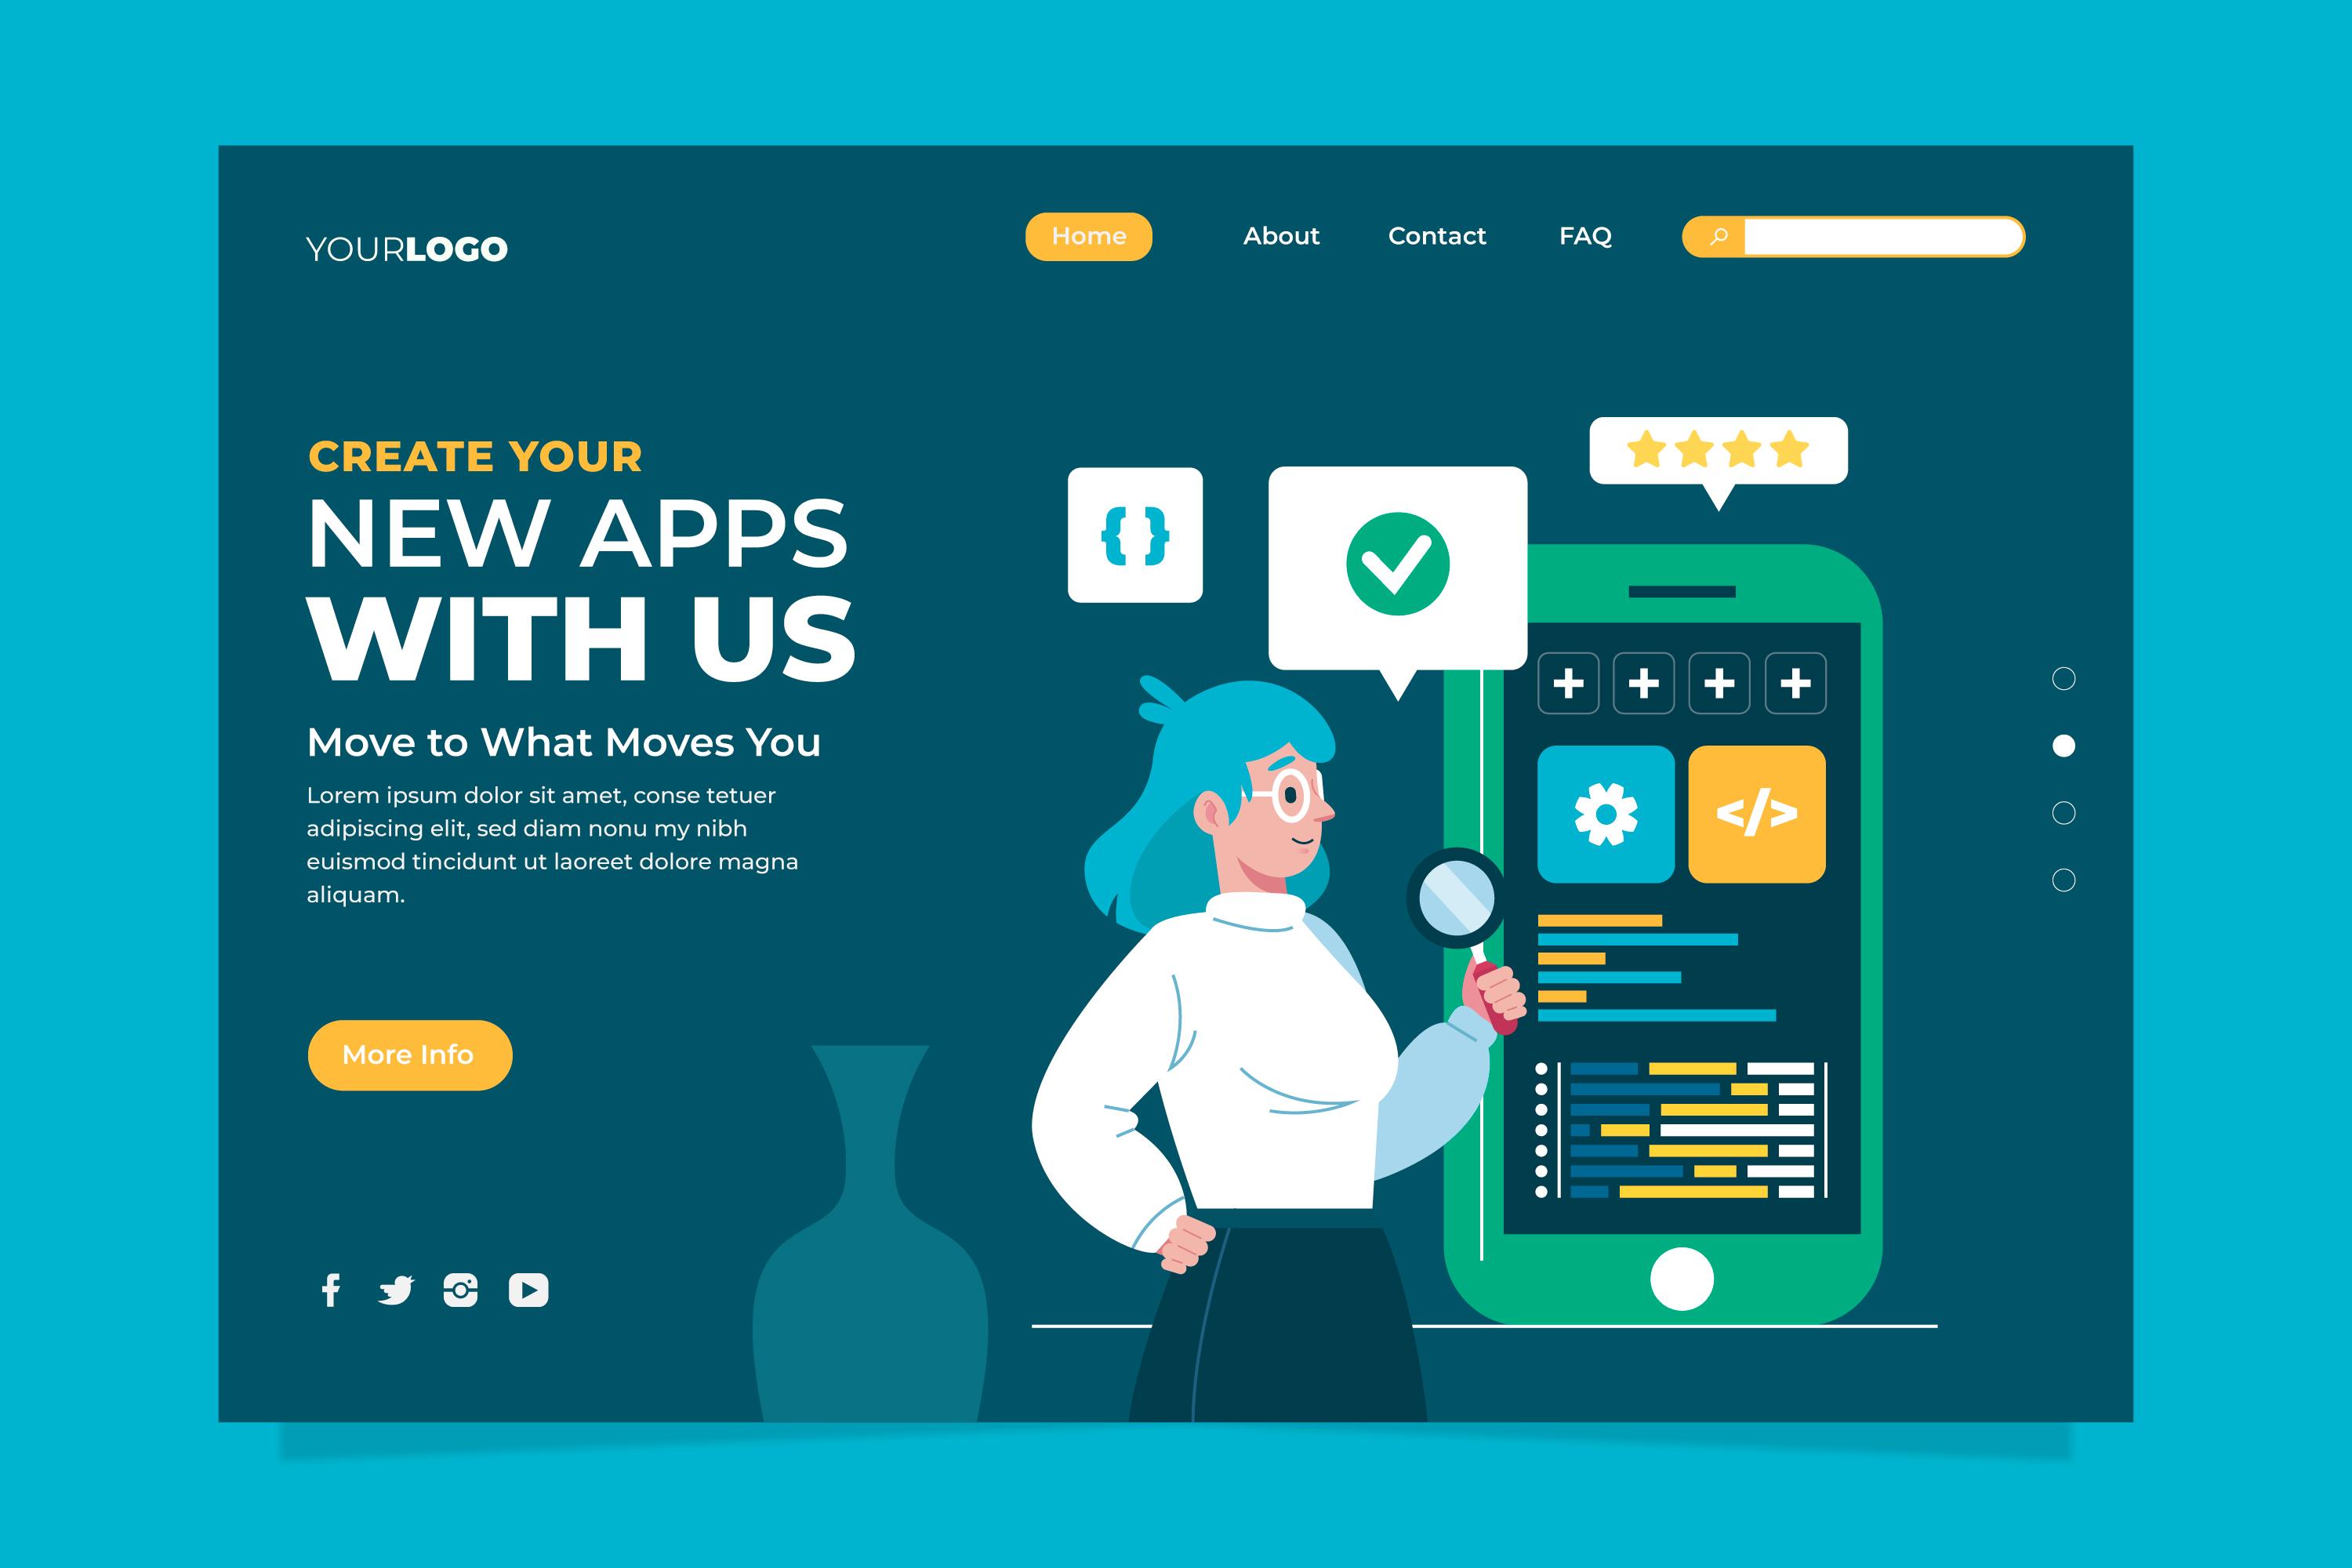 YOURLOGO
Home About Contact FAQ
CREATE YOUR
NEW APPS
WITH US
Move to What Moves You
Lorem ipsum dolor sit amet, conse tetuer
adipiscing elit, sed diam nonu my nibh
euismod tincidunt ut laoreet dolore magna
aliquam.
More Info
{ }
</>